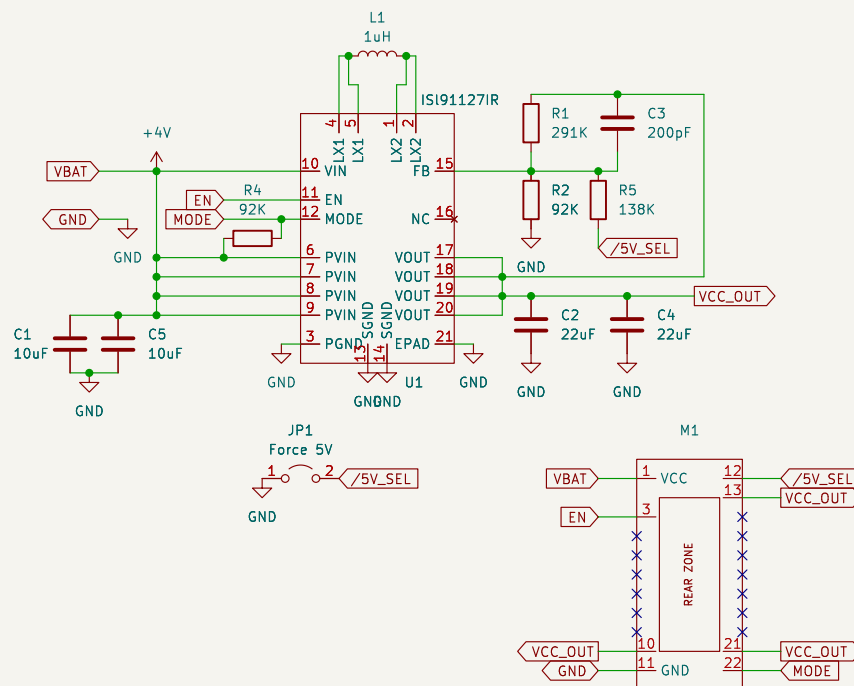 L1
1uH
ISl91127IR
4
5
1
2
LX1
LX1
LX2
LX2
R1
291K
C3
200pF
+4V
VBAT
10
VIN
FB
15
EN
11
EN
R4
92K
MODE
12
MODE
NC
16
R2
92K
R5
138K
/5V_SEL
GND
GND
GND
6
PVIN
VOUT
17
7
PVIN
VOUT
18
8
PVIN
VOUT
19
VCC_OUT
9
PVIN
VOUT
20
C1
10uF
C5
10uF
C2
22uF
C4
22uF
3
PGND
SGND
SGND
13
14
EPAD
21
GND
GND
GND
GND
U1
GND
GND
GND
JP1
Force 5V
1
2
/5V_SEL
GND
M1
VBAT
1
VCC
12
/5V_SEL
13
VCC_OUT
EN
3
REAR ZONE
VCC_OUT
10
21
VCC_OUT
GND
11
GND
22
MODE